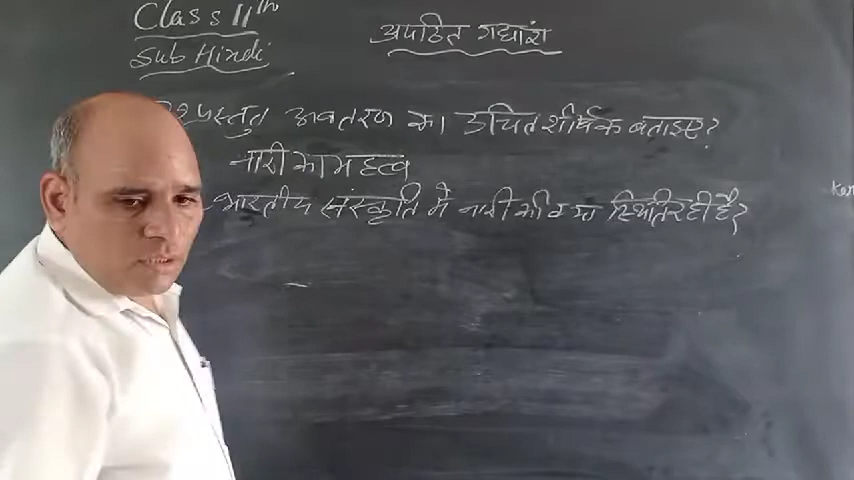 Class 11th
Sub Hindi
अपठित गद्यांश
प्रस्तुत अवतरण का उचित शीर्षक बताइए?
नारी का महत्व
भारतीय संस्कृति में नारी की क्या स्थिति रही है?